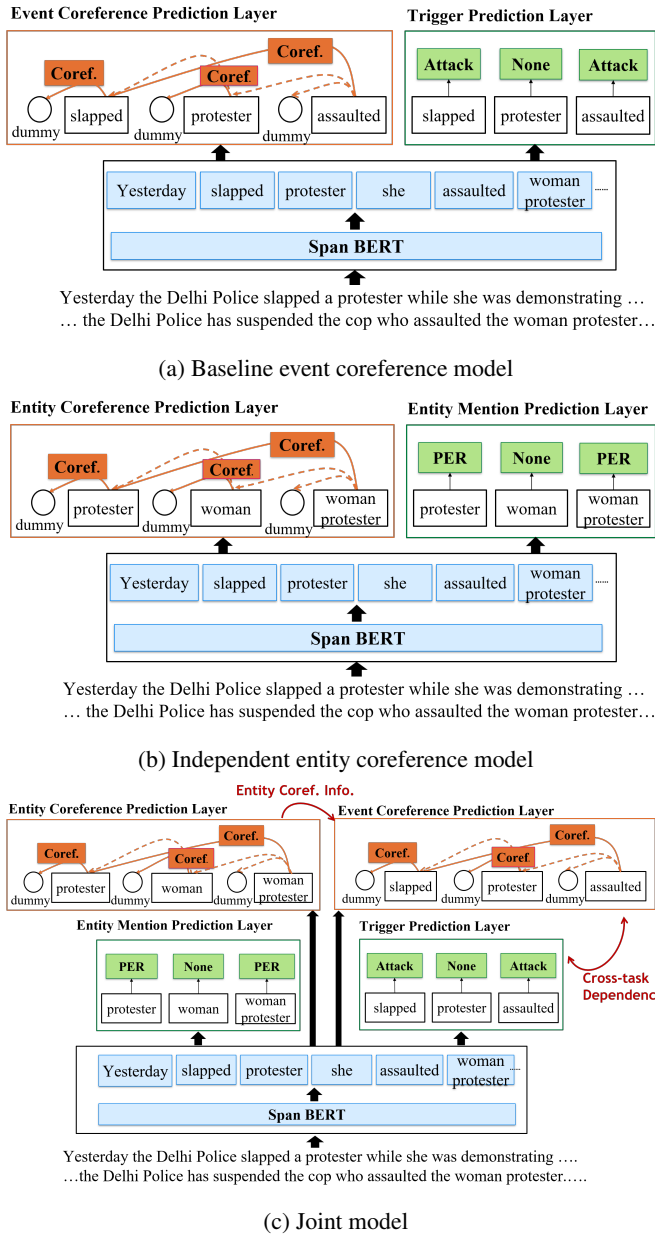 Event Coreference Prediction Layer
Trigger Prediction Layer
Coref.
Coref.
Coref.
dummy
slapped
dummy
protester
dummy
assaulted
Attack
None
Attack
slapped
protester
assaulted
Yesterday
slapped
protester
she
assaulted
woman
protester
......
Span BERT
Yesterday the Delhi Police slapped a protester while she was demonstrating …
… the Delhi Police has suspended the cop who assaulted the woman protester…
(a) Baseline event coreference model
Entity Coreference Prediction Layer
Entity Mention Prediction Layer
Coref.
Coref.
Coref.
dummy
protester
dummy
woman
dummy
woman
protester
PER
None
PER
protester
woman
woman
protester
Yesterday
slapped
protester
she
assaulted
woman
protester
......
Span BERT
Yesterday the Delhi Police slapped a protester while she was demonstrating …
… the Delhi Police has suspended the cop who assaulted the woman protester…
(b) Independent entity coreference model
Entity Coref. Info.
Entity Coreference Prediction Layer
Event Coreference Prediction Layer
Coref.
Coref.
Coref.
dummy
protester
dummy
woman
dummy
woman
protester
Coref.
Coref.
Coref
dummy
slapped
dummy
protester
dummy
assaulted
Entity Mention Prediction Layer
Trigger Prediction Layer
PER
None
PER
protester
woman
woman
protester
Attack
None
Attack
slapped
protester
assaulted
Cross-task
Dependenc
Yesterday
slapped
protester
she
assaulted
woman
protester
.....
Span BERT
Yesterday the Delhi Police slapped a protester while she was demonstrating ….
…the Delhi Police has suspended the cop who assaulted the woman protester…..
(c) Joint model